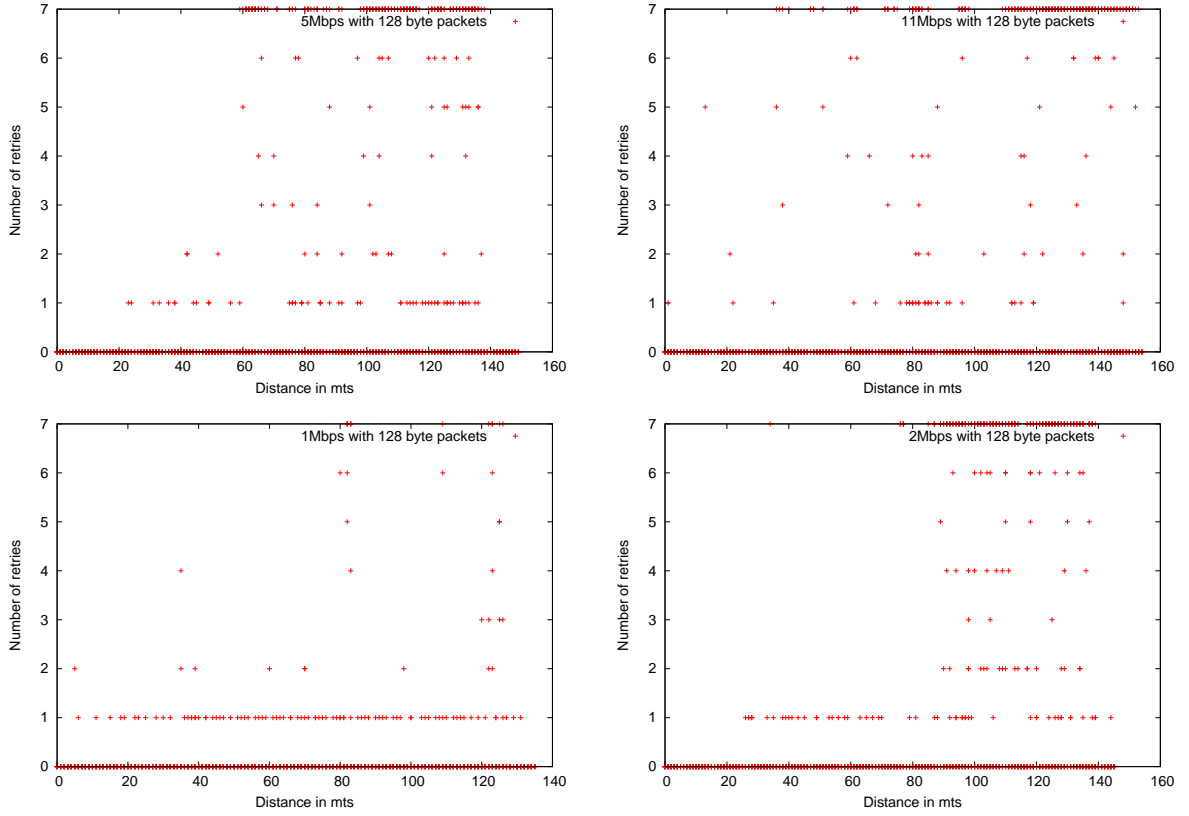 5Mbps with 128 byte packets
Number of retries
7
6
5
4
3
2
1
0
0 20 40 60 80 100 120 140 160
Distance in mts
11Mbps with 128 byte packets
Number of retries
7
6
5
4
3
2
1
0
0 20 40 60 80 100 120 140 160
Distance in mts
1Mbps with 128 byte packets
Number of retries
7
6
5
4
3
2
1
0
0 20 40 60 80 100 120 140
Distance in mts
2Mbps with 128 byte packets
Number of retries
7
6
5
4
3
2
1
0
0 20 40 60 80 100 120 140 160
Distance in mts